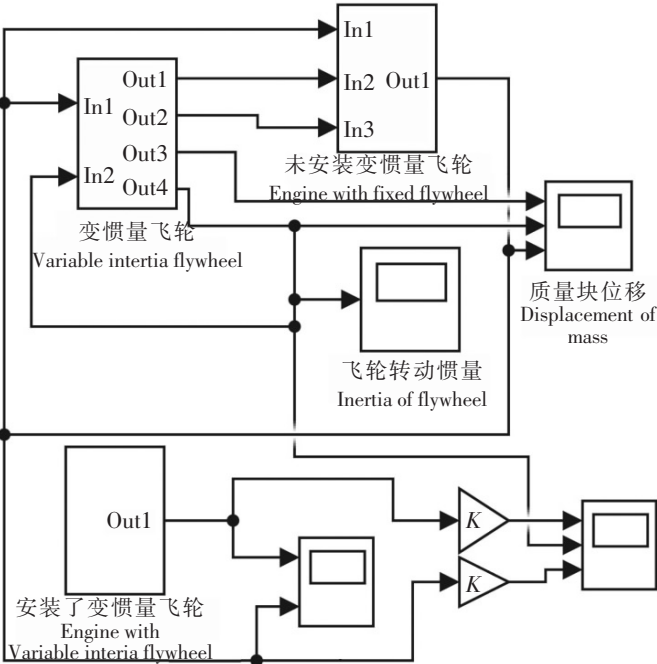 In1
In2
Out1
In3
未安装变惯量飞轮
Engine with fixed flywheel
Out1
In1
Out2
Out3
In2
Out4
变惯量飞轮
Variable intertia flywheel
质量块位移
Displacement of
mass
飞轮转动惯量
Inertia of flywheel
Out1
K
K
安装了变惯量飞轮
Engine with
Variable interia flywheel